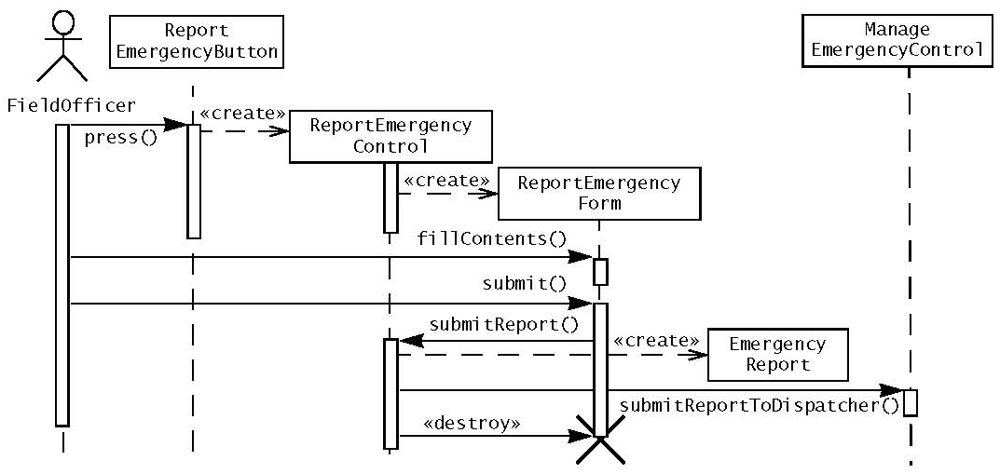 Report
EmergencyButton
Manage
EmergencyControl
FieldOfficer
press()
«create»
ReportEmergency
Control
«create»
ReportEmergency
Form
fillContents()
submit()
submitReport()
«create»
Emergency
Report
submitReportToDispatcher()
«destroy»